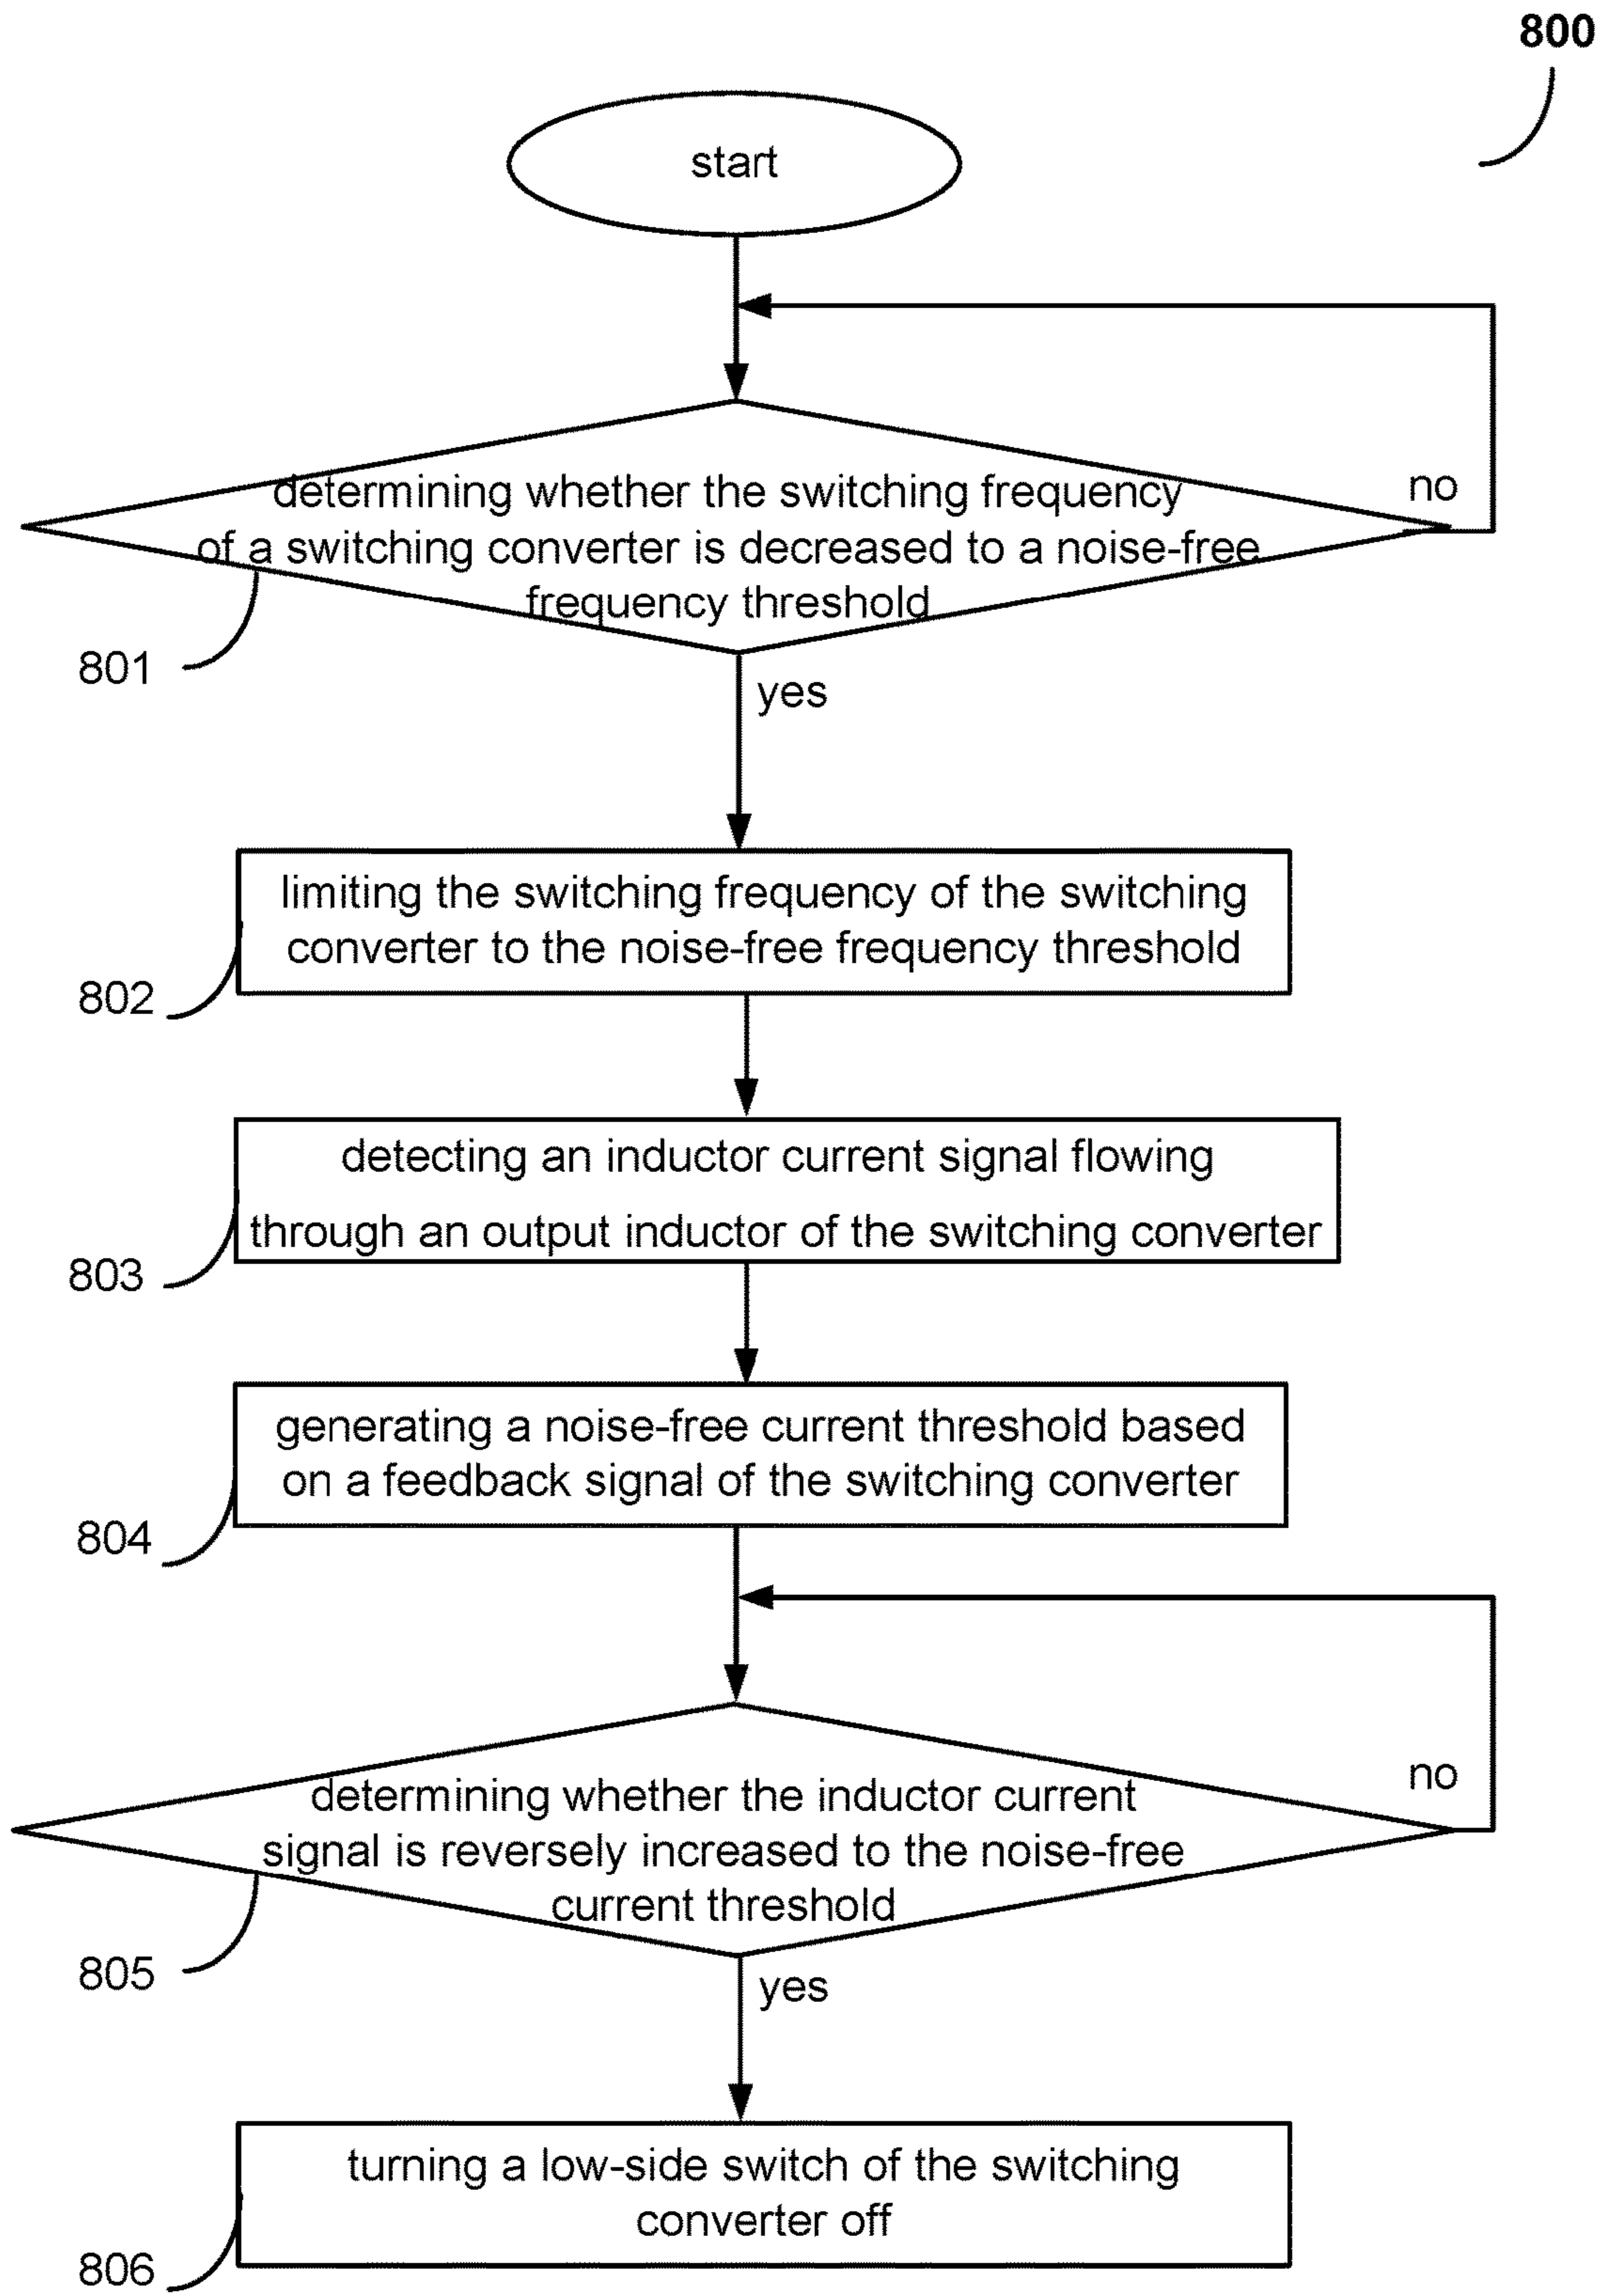 800
start
determining whether the switching frequency
of a switching converter is decreased to a noise-free
frequency threshold
no
801
yes
limiting the switching frequency of the switching
converter to the noise-free frequency threshold
802
detecting an inductor current signal flowing
through an output inductor of the switching converter
803
generating a noise-free current threshold based
on a feedback signal of the switching converter
804
determining whether the inductor current
signal is reversely increased to the noise-free
current threshold
no
805
yes
turning a low-side switch of the switching
converter off
806